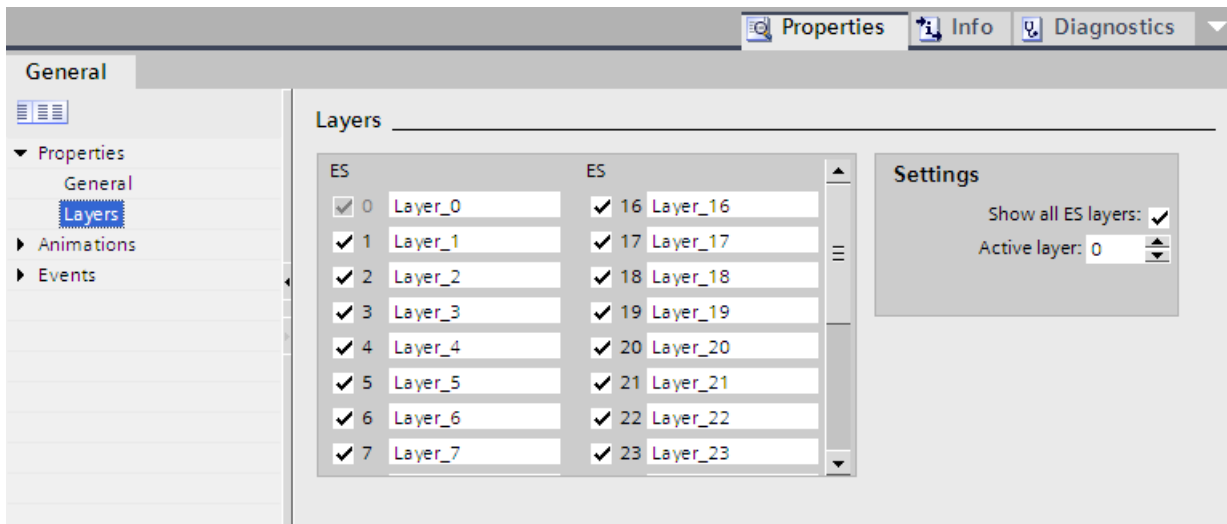 Properties Info Diagnostics
General
Layers
Properties
General
Layers
Animations
Events
ES ES
0 Layer_0 16 Layer_16
1 Layer_1 17 Layer_17
2 Layer_2 18 Layer_18
3 Layer_3 19 Layer_19
4 Layer_4 20 Layer_20
5 Layer_5 21 Layer_21
6 Layer_6 22 Layer_22
7 Layer_7 23 Layer_23
Settings
Show all ES layers:
Active layer: 0